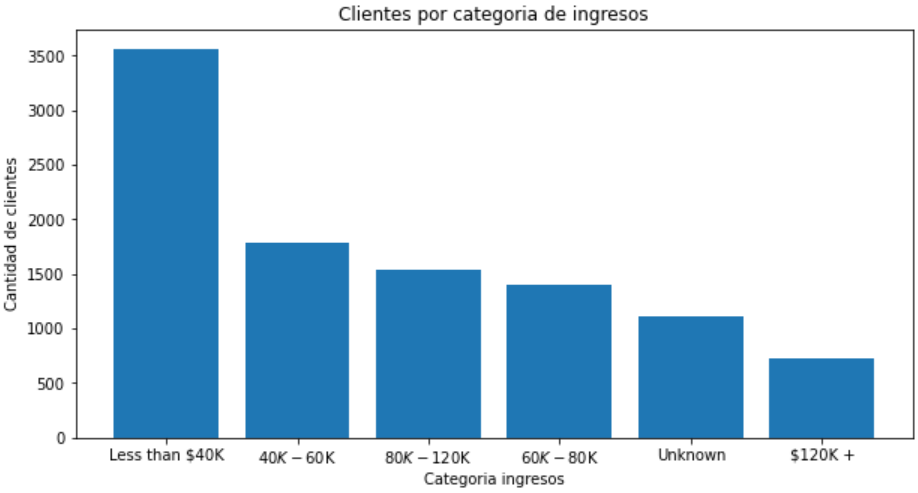 Clientes por categoria de ingresos
Cantidad de clientes
3500
3000
2500
2000
1500
1000
500
0
Less than $40K 40K − 60K 80K − 120K 60K − 80K Unknown $120K +
Categoria ingresos